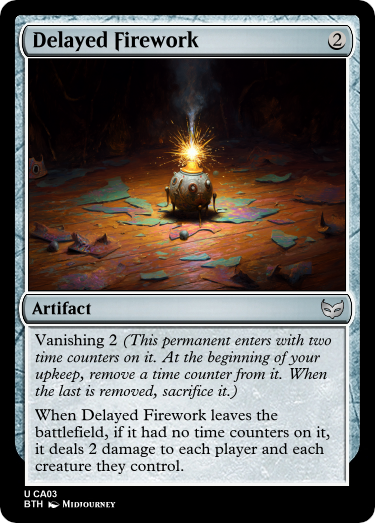 Delayed Firework 2
Artifact
Vanishing 2 (This permanent enters with two
time counters on it. At the beginning of your
upkeep, remove a time counter from it. When
the last is removed, sacrifice it.)
When Delayed Firework leaves the
battlefield, if it had no time counters on it,
it deals 2 damage to each player and each
creature they control.
U CA03
BTH Midjourney